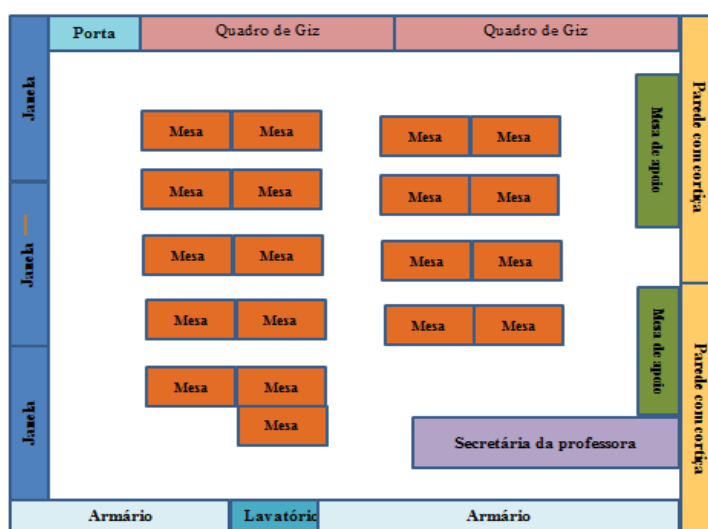 Porta
Quadro de Giz
Quadro de Giz
Janela
Janela
Janela
Parede com cortiça
Parede com cortiça
Mesa de apoio
Mesa de apoio
Mesa Mesa
Mesa Mesa
Mesa Mesa
Mesa Mesa
Mesa Mesa
Mesa Mesa
Mesa Mesa
Mesa Mesa
Mesa Mesa
Mesa
Secretária da professora
Armário
Lavatório
Armário